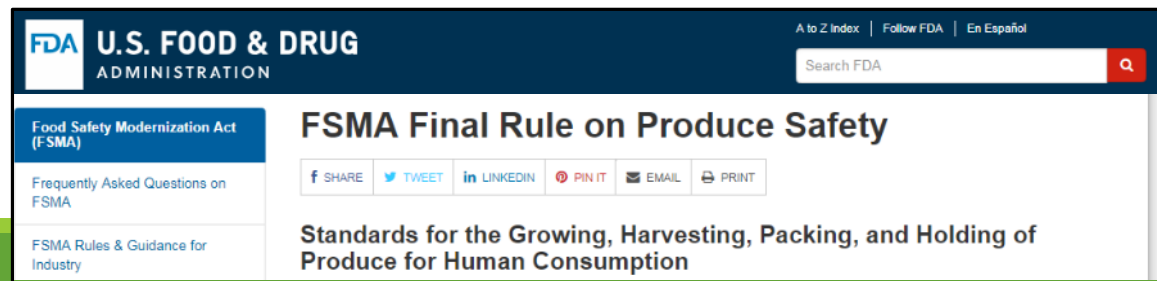 FDA U.S. FOOD & DRUG
ADMINISTRATION
A to Z Index | Follow FDA | En Español
Search FDA
Food Safety Modernization Act
(FSMA)
Frequently Asked Questions on
FSMA
FSMA Rules & Guidance for
Industry
FSMA Final Rule on Produce Safety
f SHARE TWEET in LINKEDIN PIN IT EMAIL PRINT
Standards for the Growing, Harvesting, Packing, and Holding of
Produce for Human Consumption